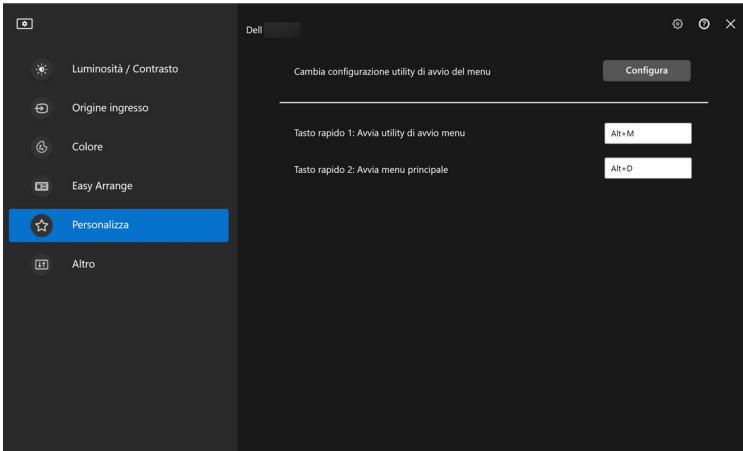 Dell
Luminosità / Contrasto
Origine ingresso
Colore
Easy Arrange
Personalizza
Altro
Cambia configurazione utility di avvio del menu
Configura
Tasto rapido 1: Avvia utility di avvio menu
Alt+M
Tasto rapido 2: Avvia menu principale
Alt+D